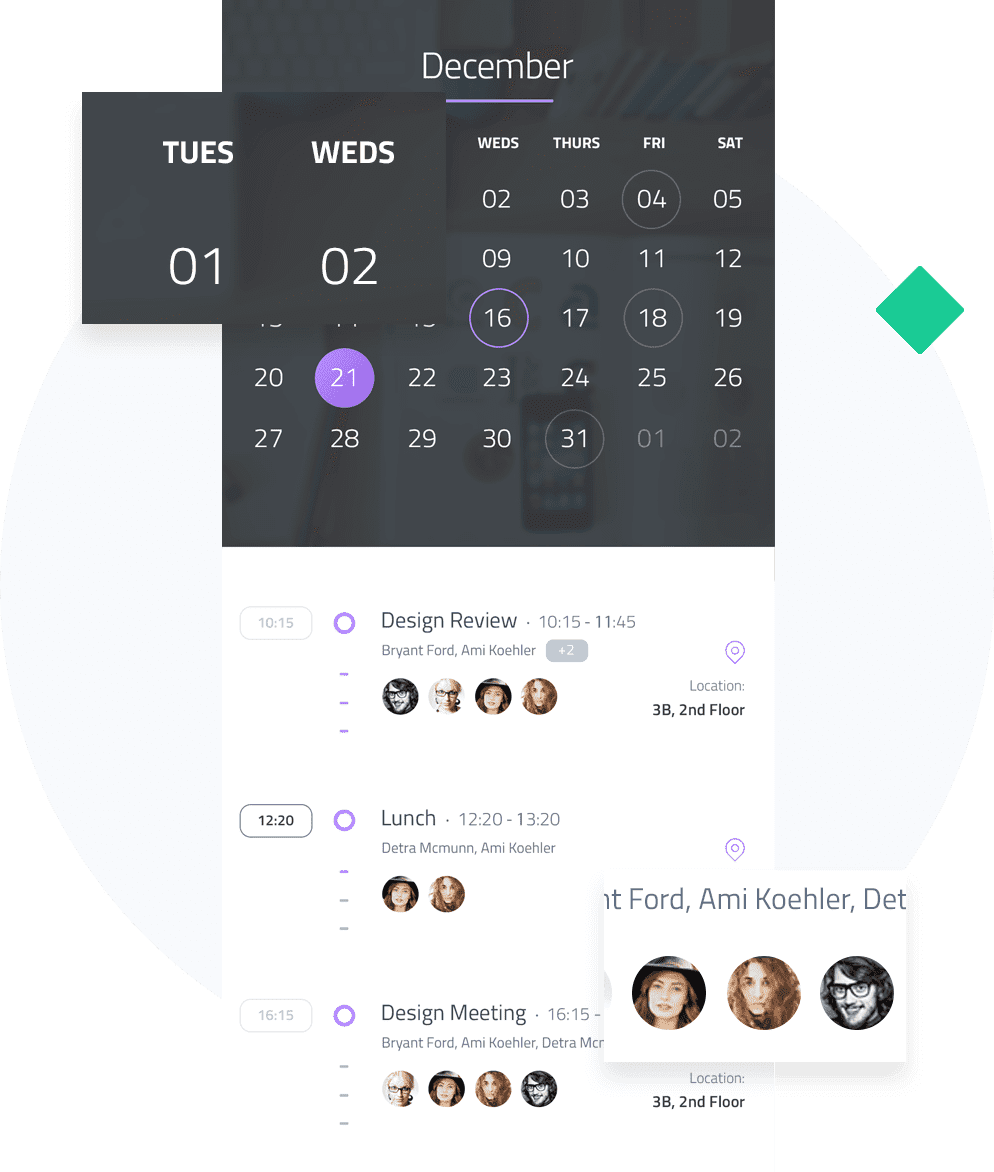 December
TUES WEDS
WEDS THURS FRI SAT
02 03 04 05
01 02
09 10 11 12
16 17 18 19
20 21 22 23 24 25 26
27 28 29 30 31 01 02
10:15
Design Review · 10:15 - 11:45
Bryant Ford, Ami Koehler +2
Location:
3B, 2nd Floor
12:20
Lunch · 12:20 - 13:20
Detra Mcmunn, Ami Koehler
nt Ford, Ami Koehler, Det
16:15
Design Meeting · 16:15 -
Bryant Ford, Ami Koehler, Detra Mcm
Location:
3B, 2nd Floor